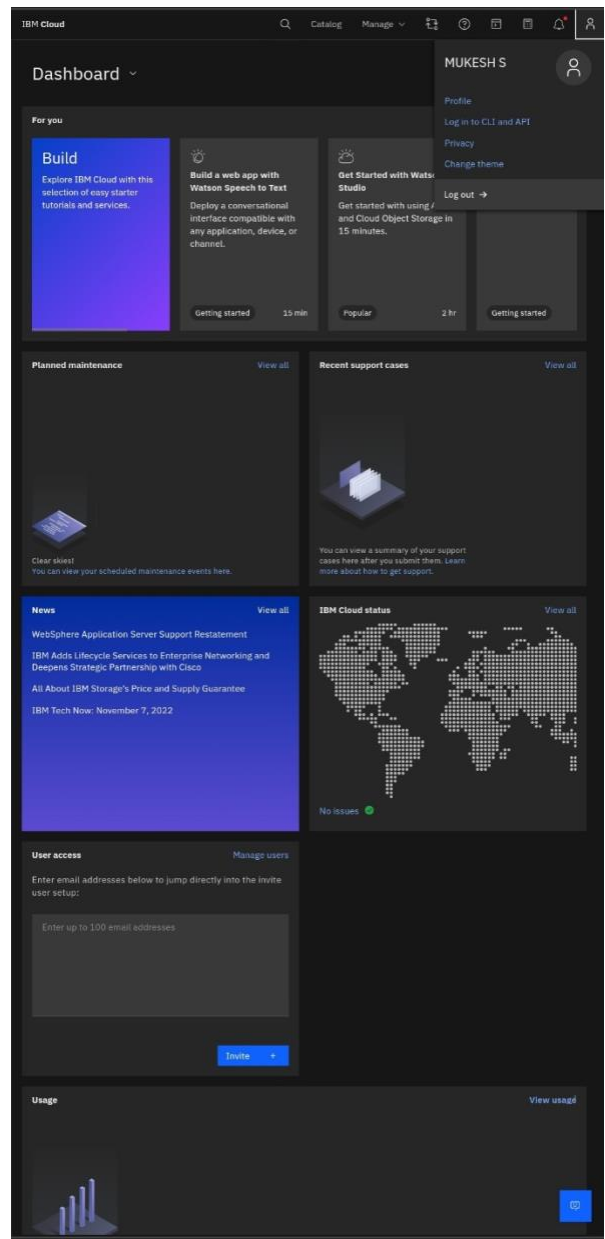 IBM Cloud
Catalog
Manage
Dashboard
MUKESH S
Profile
Log in to CLI and API
Privacy
Change theme
Log out →
For you
Build
Explore IBM Cloud with this
selection of easy starter
tutorials and services.
Build a web app with
Watson Speech to Text
Deploy a conversational
interface compatible with
any application, device, or
channel.
Getting started
15 min
Get Started with Wats
Studio
Get started with using
and Cloud Object Storage in
15 minutes.
Popular
2 hr
Getting started
Planned maintenance
View all
Clear skies!
You can view your scheduled maintenance events here.
Recent support cases
View all
You can view a summary of your support
cases here after you submit them. Learn
more about how to get support.
News
View all
WebSphere Application Server Support Restatement
IBM Adds Lifecycle Services to Enterprise Networking and
Deepens Strategic Partnership with Cisco
All About IBM Storage's Price and Supply Guarantee
IBM Tech Now: November 7, 2022
IBM Cloud status
View all
No issues
User access
Manage users
Enter email addresses below to jump directly into the invite
user setup:
Enter up to 100 email addresses
Invite +
Usage
View usage